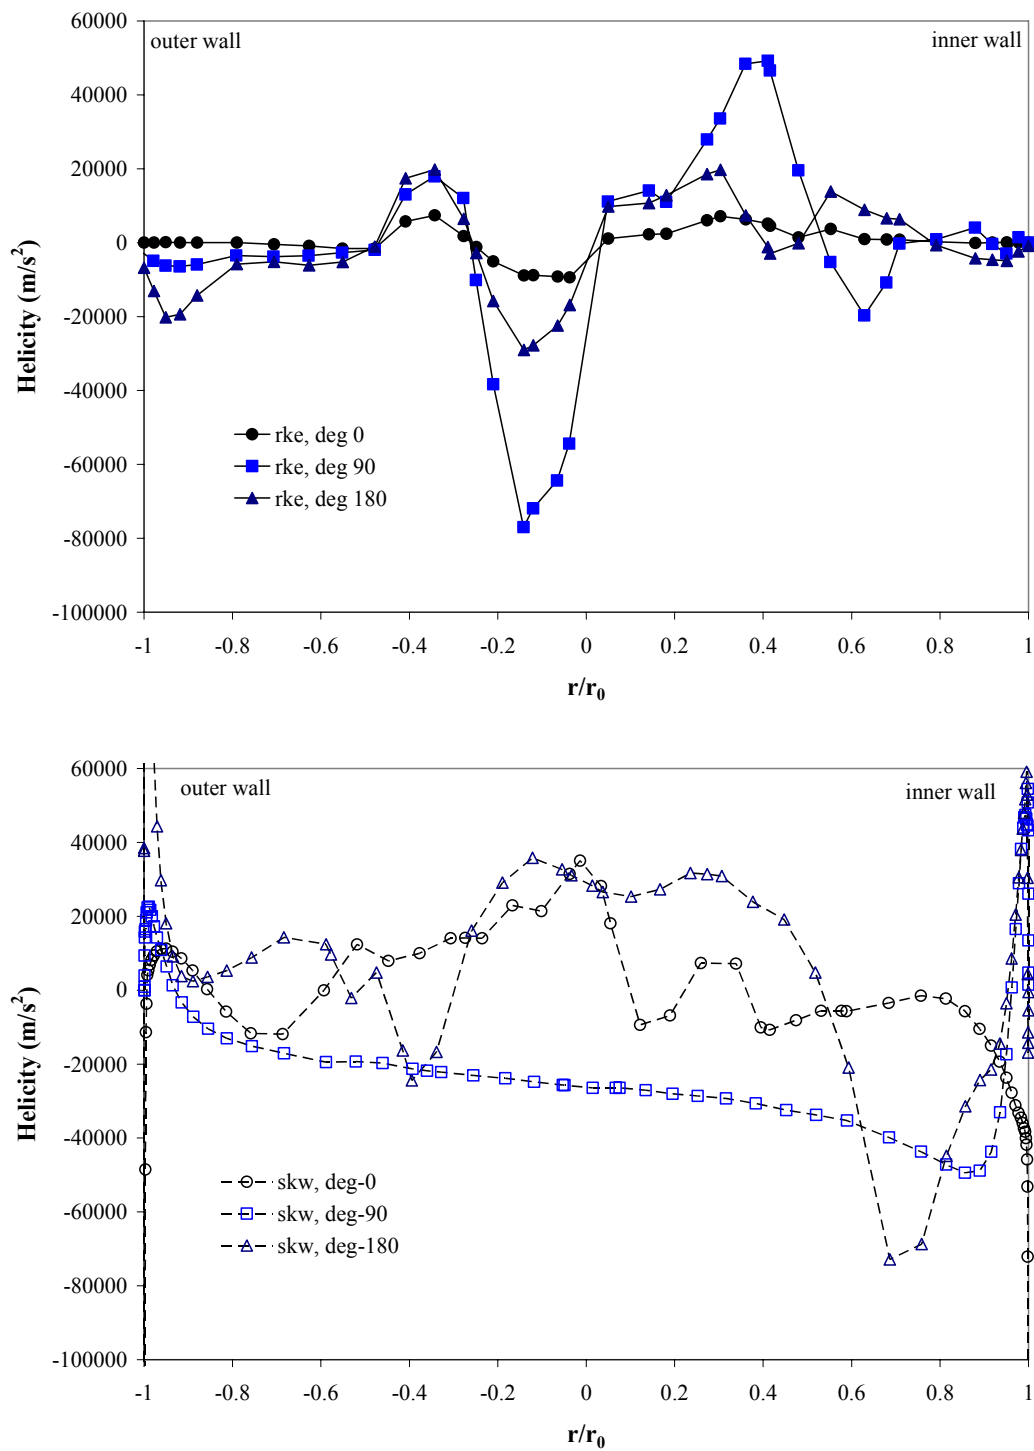 60000
outer wall
inner wall
40000
20000
0
-20000
-40000
-60000
-80000
-100000
Helicity (m/s²)
rke, deg 0
rke, deg 90
rke, deg 180
-1 -0.8 -0.6 -0.4 -0.2 0 0.2 0.4 0.6 0.8 1
r/r₀
60000
outer wall
inner wall
40000
20000
0
-20000
-40000
-60000
-80000
-100000
Helicity (m/s²)
skw, deg-0
skw, deg-90
skw, deg-180
-1 -0.8 -0.6 -0.4 -0.2 0 0.2 0.4 0.6 0.8 1
r/r₀